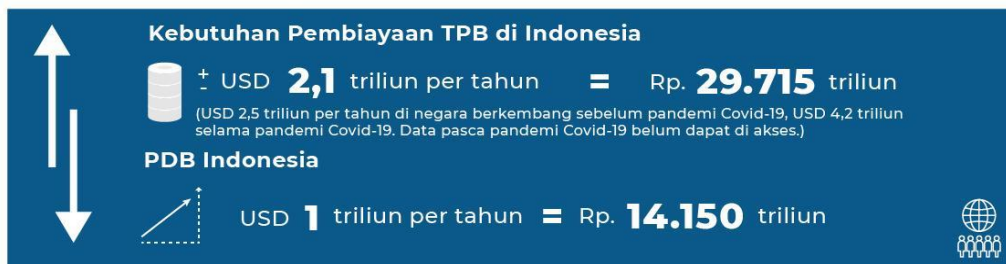 Kebutuhan Pembiayaan TPB di Indonesia
+
- USD 2,1 triliun per tahun = Rp. 29.715 triliun
(USD 2,5 triliun per tahun di negara berkembang sebelum pandemi Covid-19, USD 4,2 triliun
selama pandemi Covid-19. Data pasca pandemi Covid-19 belum dapat di akses.)
PDB Indonesia
USD 1 triliun per tahun = Rp. 14.150 triliun